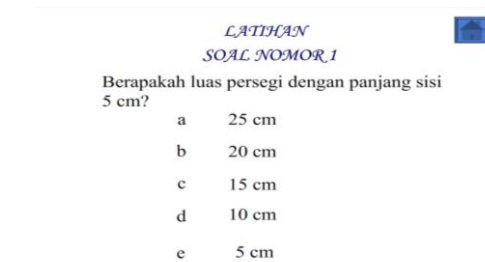 LATIHAN
SOAL NOMOR 1
Berapakah luas persegi dengan panjang sisi
5 cm?
a 25 cm
b 20 cm
c 15 cm
d 10 cm
e 5 cm